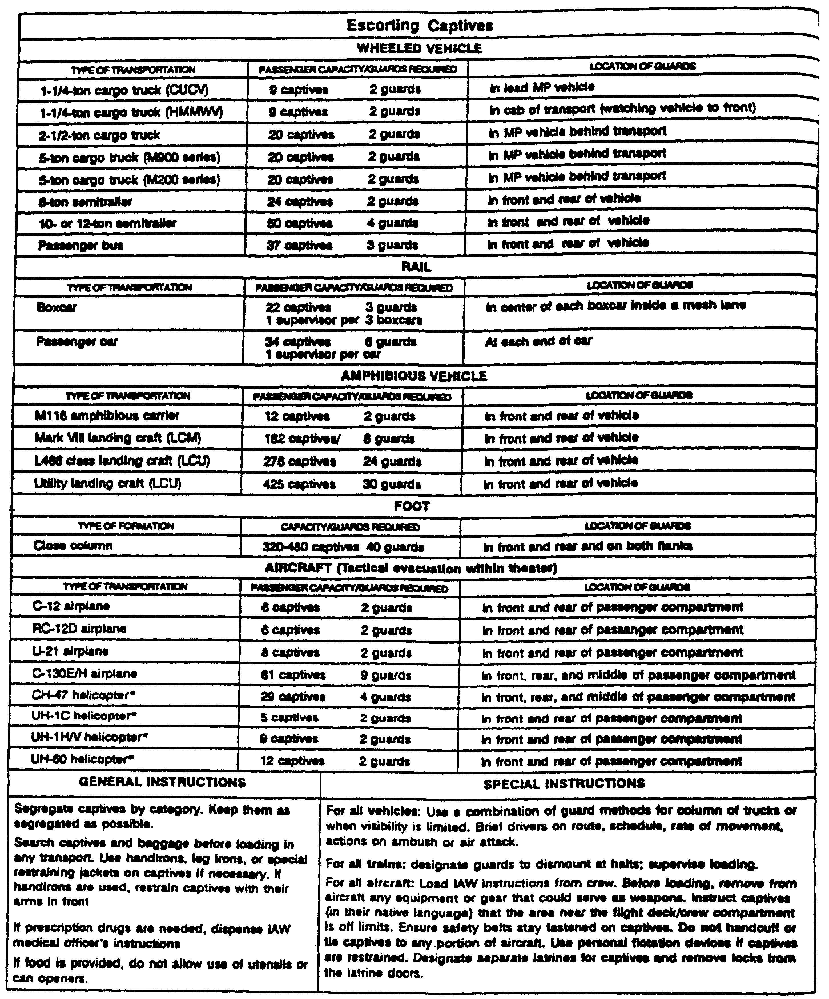 Escorting Captives
WHEELED VEHICLE
TYPE OF TRANSPORTATION PASSENGER CAPACITY/GUARDS REQUIRED LOCATION OF GUARDS
1-1/4-ton cargo truck (CUCV) 9 captives 2 guards In lead MP vehicle
1-1/4-ton cargo truck (HMMWV) 9 captives 2 guards In cab of transport (watching vehicle to front)
2-1/2-ton cargo truck 20 captives 2 guards In MP vehicle behind transport
5-ton cargo truck (M900 series) 20 captives 2 guards In MP vehicle behind transport
5-ton cargo truck (M200 series) 20 captives 2 guards In MP vehicle behind transport
6-ton semitrailer 24 captives 2 guards In front and rear of vehicle
10- or 12-ton semitrailer 50 captives 4 guards In front and rear of vehicle
Passenger bus 37 captives 3 guards In front and rear of vehicle
RAIL
TYPE OF TRANSPORTATION PASSENGER CAPACITY/GUARDS REQUIRED LOCATION OF GUARDS
Boxcar 22 captives 3 guards In center of each boxcar inside a mesh lane
1 supervisor per 3 boxcars
Passenger car 34 captives 6 guards At each end of car
1 supervisor per car
AMPHIBIOUS VEHICLE
TYPE OF TRANSPORTATION PASSENGER CAPACITY/GUARDS REQUIRED LOCATION OF GUARDS
M116 amphibious carrier 12 captives 2 guards In front and rear of vehicle
Mark VIII landing craft (LCM) 162 captives/ 8 guards In front and rear of vehicle
L466 class landing craft (LCU) 276 captives 24 guards In front and rear of vehicle
Utility landing craft (LCU) 425 captives 30 guards In front and rear of vehicle
FOOT
TYPE OF FORMATION CAPACITY/GUARDS REQUIRED LOCATION OF GUARDS
Close column 320-480 captives 40 guards In front and rear and on both flanks
AIRCRAFT (Tactical evacuation within theater)
TYPE OF TRANSPORTATION PASSENGER CAPACITY/GUARDS REQUIRED LOCATION OF GUARDS
C-12 airplane 6 captives 2 guards In front and rear of passenger compartment
RC-12D airplane 6 captives 2 guards In front and rear of passanger compartment
U-21 airplane 8 captives 2 guards In front and rear of passenger compartment
C-130E/H airplane 81 captives 9 guards In front, rear, and middle of passenger compartment
CH-47 helicopter* 29 captives 4 guards In front, rear, and middle of passenger compartment
UH-1C helicopter* 5 captives 2 guards In front and rear of passenger compartment
UH-1H/V helicopter* 9 captives 2 guards In front and rear of passenger compartment
UH-60 helicopter* 12 captives 2 guards In front and rear of passenger compartment
GENERAL INSTRUCTIONS
Segregate captives by category. Keep them as
segregated as possible.
Search captives and baggage before loading in
any transport. Use handirons, leg irons, or special
restraining jackets on captives if necessary. If
handirons are used, restrain captives with their
arms in front
If prescription drugs are needed, dispense IAW
medical officer's instructions
If food is provided, do not allow use of utensils or
can openers.
SPECIAL INSTRUCTIONS
For all vehicles: Use a combination of guard methods for column of trucks or
when visibility is limited. Brief drivers on route, schedule, rate of movement,
actions on ambush or air attack.
For all trains: designate guards to dismount at halts; supervise loading.
For all aircraft: Load IAW instructions from crew. Before loading, remove from
aircraft any equipment or gear that could serve as weapons. Instruct captives
(in their native language) that the area near the flight deck/crew compartment
is off limits. Ensure safety belts stay fastened on captives. Do not handcuff or
tie captives to any portion of aircraft. Use personal flotation devices if captives
are restrained. Designate separate latrines for captives and remove locks from
the latrine doors.